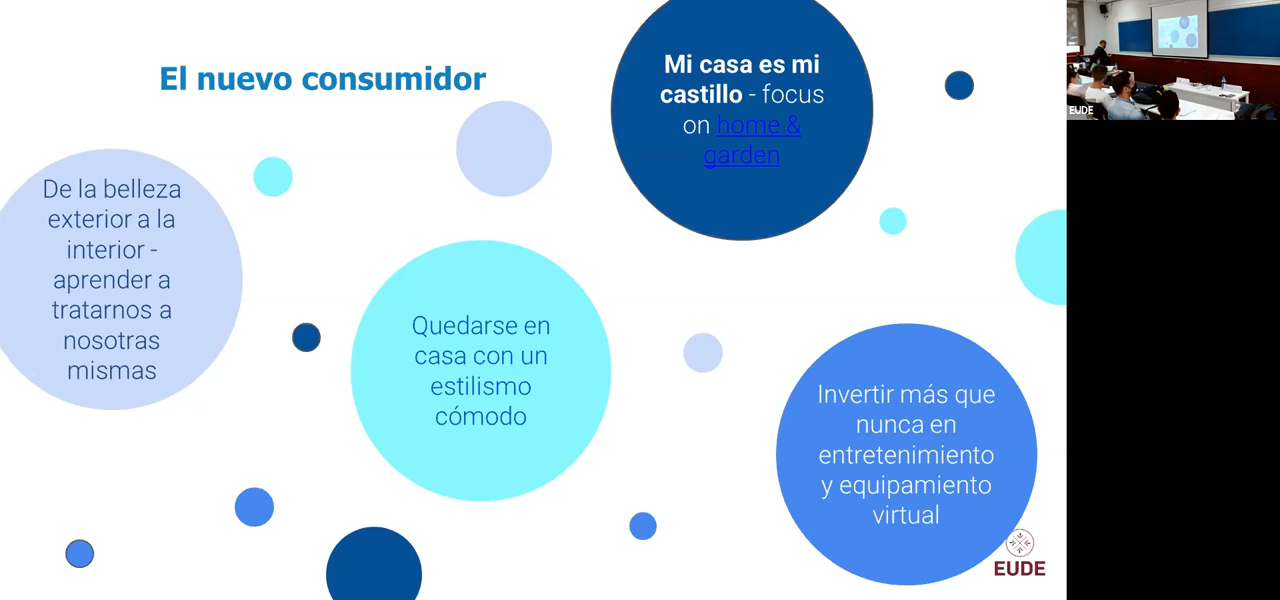 El nuevo consumidor
Mi casa es mi
castillo - focus
on home &
garden
De la belleza
exterior a la
interior -
aprender a
tratarnos a
nosotras
mismas
Quedarse en
casa con un
estilismo
cómodo
Invertir más que
nunca en
entretenimiento
y equipamiento
virtual
EUDE
EUDE